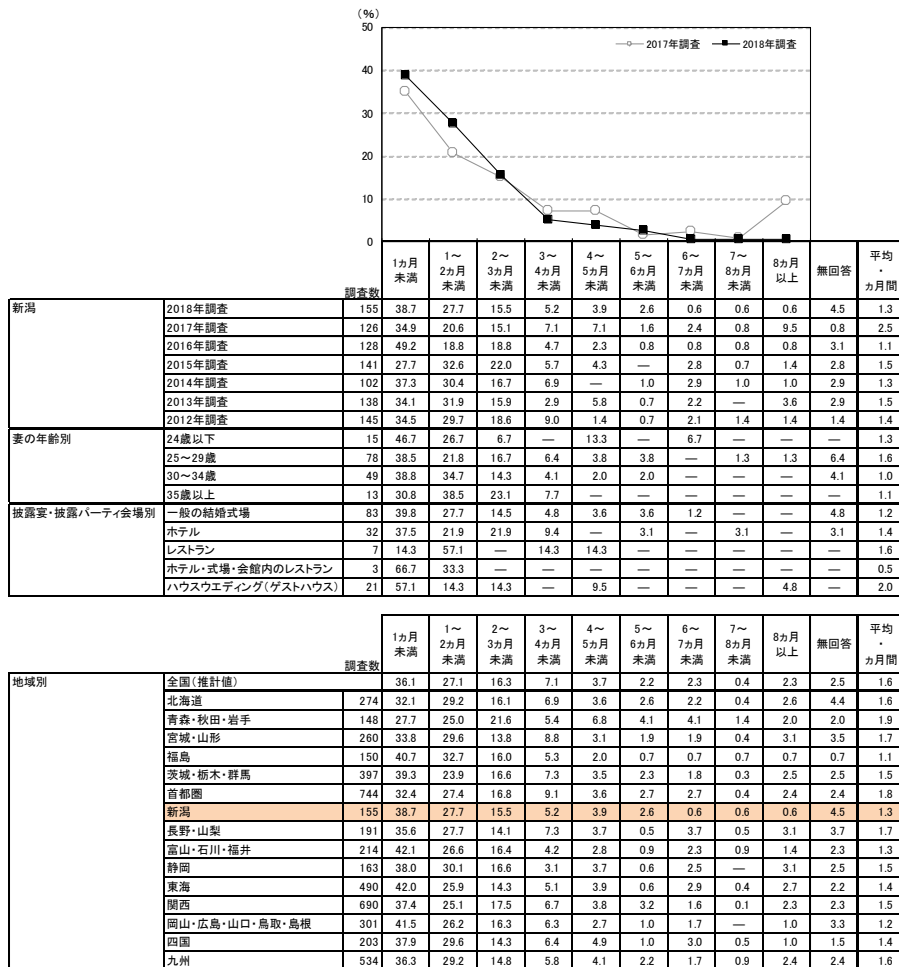 (%)
50
40
30
20
10
0
2017年調査 2018年調査
調査数 1ヵ月未満 1～2ヵ月未満 2～3ヵ月未満 3～4ヵ月未満 4～5ヵ月未満 5～6ヵ月未満 6～7ヵ月未満 7～8ヵ月未満 8ヵ月以上 無回答 平均・ヵ月間
新潟 2018年調査 155 38.7 27.7 15.5 5.2 3.9 2.6 0.6 0.6 0.6 4.5 1.3
2017年調査 126 34.9 20.6 15.1 7.1 7.1 1.6 2.4 0.8 9.5 0.8 2.5
2016年調査 128 49.2 18.8 18.8 4.7 2.3 0.8 0.8 0.8 0.8 3.1 1.1
2015年調査 141 27.7 32.6 22.0 5.7 4.3 — 2.8 0.7 1.4 2.8 1.5
2014年調査 102 37.3 30.4 16.7 6.9 — 1.0 2.9 1.0 1.0 2.9 1.3
2013年調査 138 34.1 31.9 15.9 2.9 5.8 0.7 2.2 — 3.6 2.9 1.5
2012年調査 145 34.5 29.7 18.6 9.0 1.4 0.7 2.1 1.4 1.4 1.4 1.4
妻の年齢別 24歳以下 15 46.7 26.7 6.7 — 13.3 — 6.7 — — — 1.3
25～29歳 78 38.5 21.8 16.7 6.4 3.8 3.8 — 1.3 1.3 6.4 1.6
30～34歳 49 38.8 34.7 14.3 4.1 2.0 2.0 — — — 4.1 1.0
35歳以上 13 30.8 38.5 23.1 7.7 — — — — — — 1.1
披露宴・披露パーティ会場別 一般の結婚式場 83 39.8 27.7 14.5 4.8 3.6 3.6 1.2 — — 4.8 1.2
ホテル 32 37.5 21.9 21.9 9.4 — 3.1 — 3.1 — 3.1 1.4
レストラン 7 14.3 57.1 — 14.3 14.3 — — — — — 1.6
ホテル・式場・会館内のレストラン 3 66.7 33.3 — — — — — — — — 0.5
ハウスウエディング(ゲストハウス) 21 57.1 14.3 14.3 — 9.5 — — — 4.8 — 2.0
調査数 1ヵ月未満 1～2ヵ月未満 2～3ヵ月未満 3～4ヵ月未満 4～5ヵ月未満 5～6ヵ月未満 6～7ヵ月未満 7～8ヵ月未満 8ヵ月以上 無回答 平均・ヵ月間
地域別 全国(推計値) 36.1 27.1 16.3 7.1 3.7 2.2 2.3 0.4 2.3 2.5 1.6
北海道 274 32.1 29.2 16.1 6.9 3.6 2.6 2.2 0.4 2.6 4.4 1.6
青森・秋田・岩手 148 27.7 25.0 21.6 5.4 6.8 4.1 4.1 1.4 2.0 2.0 1.9
宮城・山形 260 33.8 29.6 13.8 8.8 3.1 1.9 1.9 0.4 3.1 3.5 1.7
福島 150 40.7 32.7 16.0 5.3 2.0 0.7 0.7 0.7 0.7 0.7 1.1
茨城・栃木・群馬 397 39.3 23.9 16.6 7.3 3.5 2.3 1.8 0.3 2.5 2.5 1.5
首都圏 744 32.4 27.4 16.8 9.1 3.6 2.7 2.7 0.4 2.4 2.4 1.8
新潟 155 38.7 27.7 15.5 5.2 3.9 2.6 0.6 0.6 0.6 4.5 1.3
長野・山梨 191 35.6 27.7 14.1 7.3 3.7 0.5 3.7 0.5 3.1 3.7 1.7
富山・石川・福井 214 42.1 26.6 16.4 4.2 2.8 0.9 2.3 0.9 1.4 2.3 1.3
静岡 163 38.0 30.1 16.6 3.1 3.7 0.6 2.5 — 3.1 2.5 1.5
東海 490 42.0 25.9 14.3 5.1 3.9 0.6 2.9 0.4 2.7 2.2 1.4
関西 690 37.4 25.1 17.5 6.7 3.8 3.2 1.6 0.1 2.3 2.3 1.5
岡山・広島・山口・鳥取・島根 301 41.5 26.2 16.3 6.3 2.7 1.0 1.7 — 1.0 3.3 1.2
四国 203 37.9 29.6 14.3 6.4 4.9 1.0 3.0 0.5 1.0 1.5 1.4
九州 534 36.3 29.2 14.8 5.8 4.1 2.2 1.7 0.9 2.4 2.4 1.6